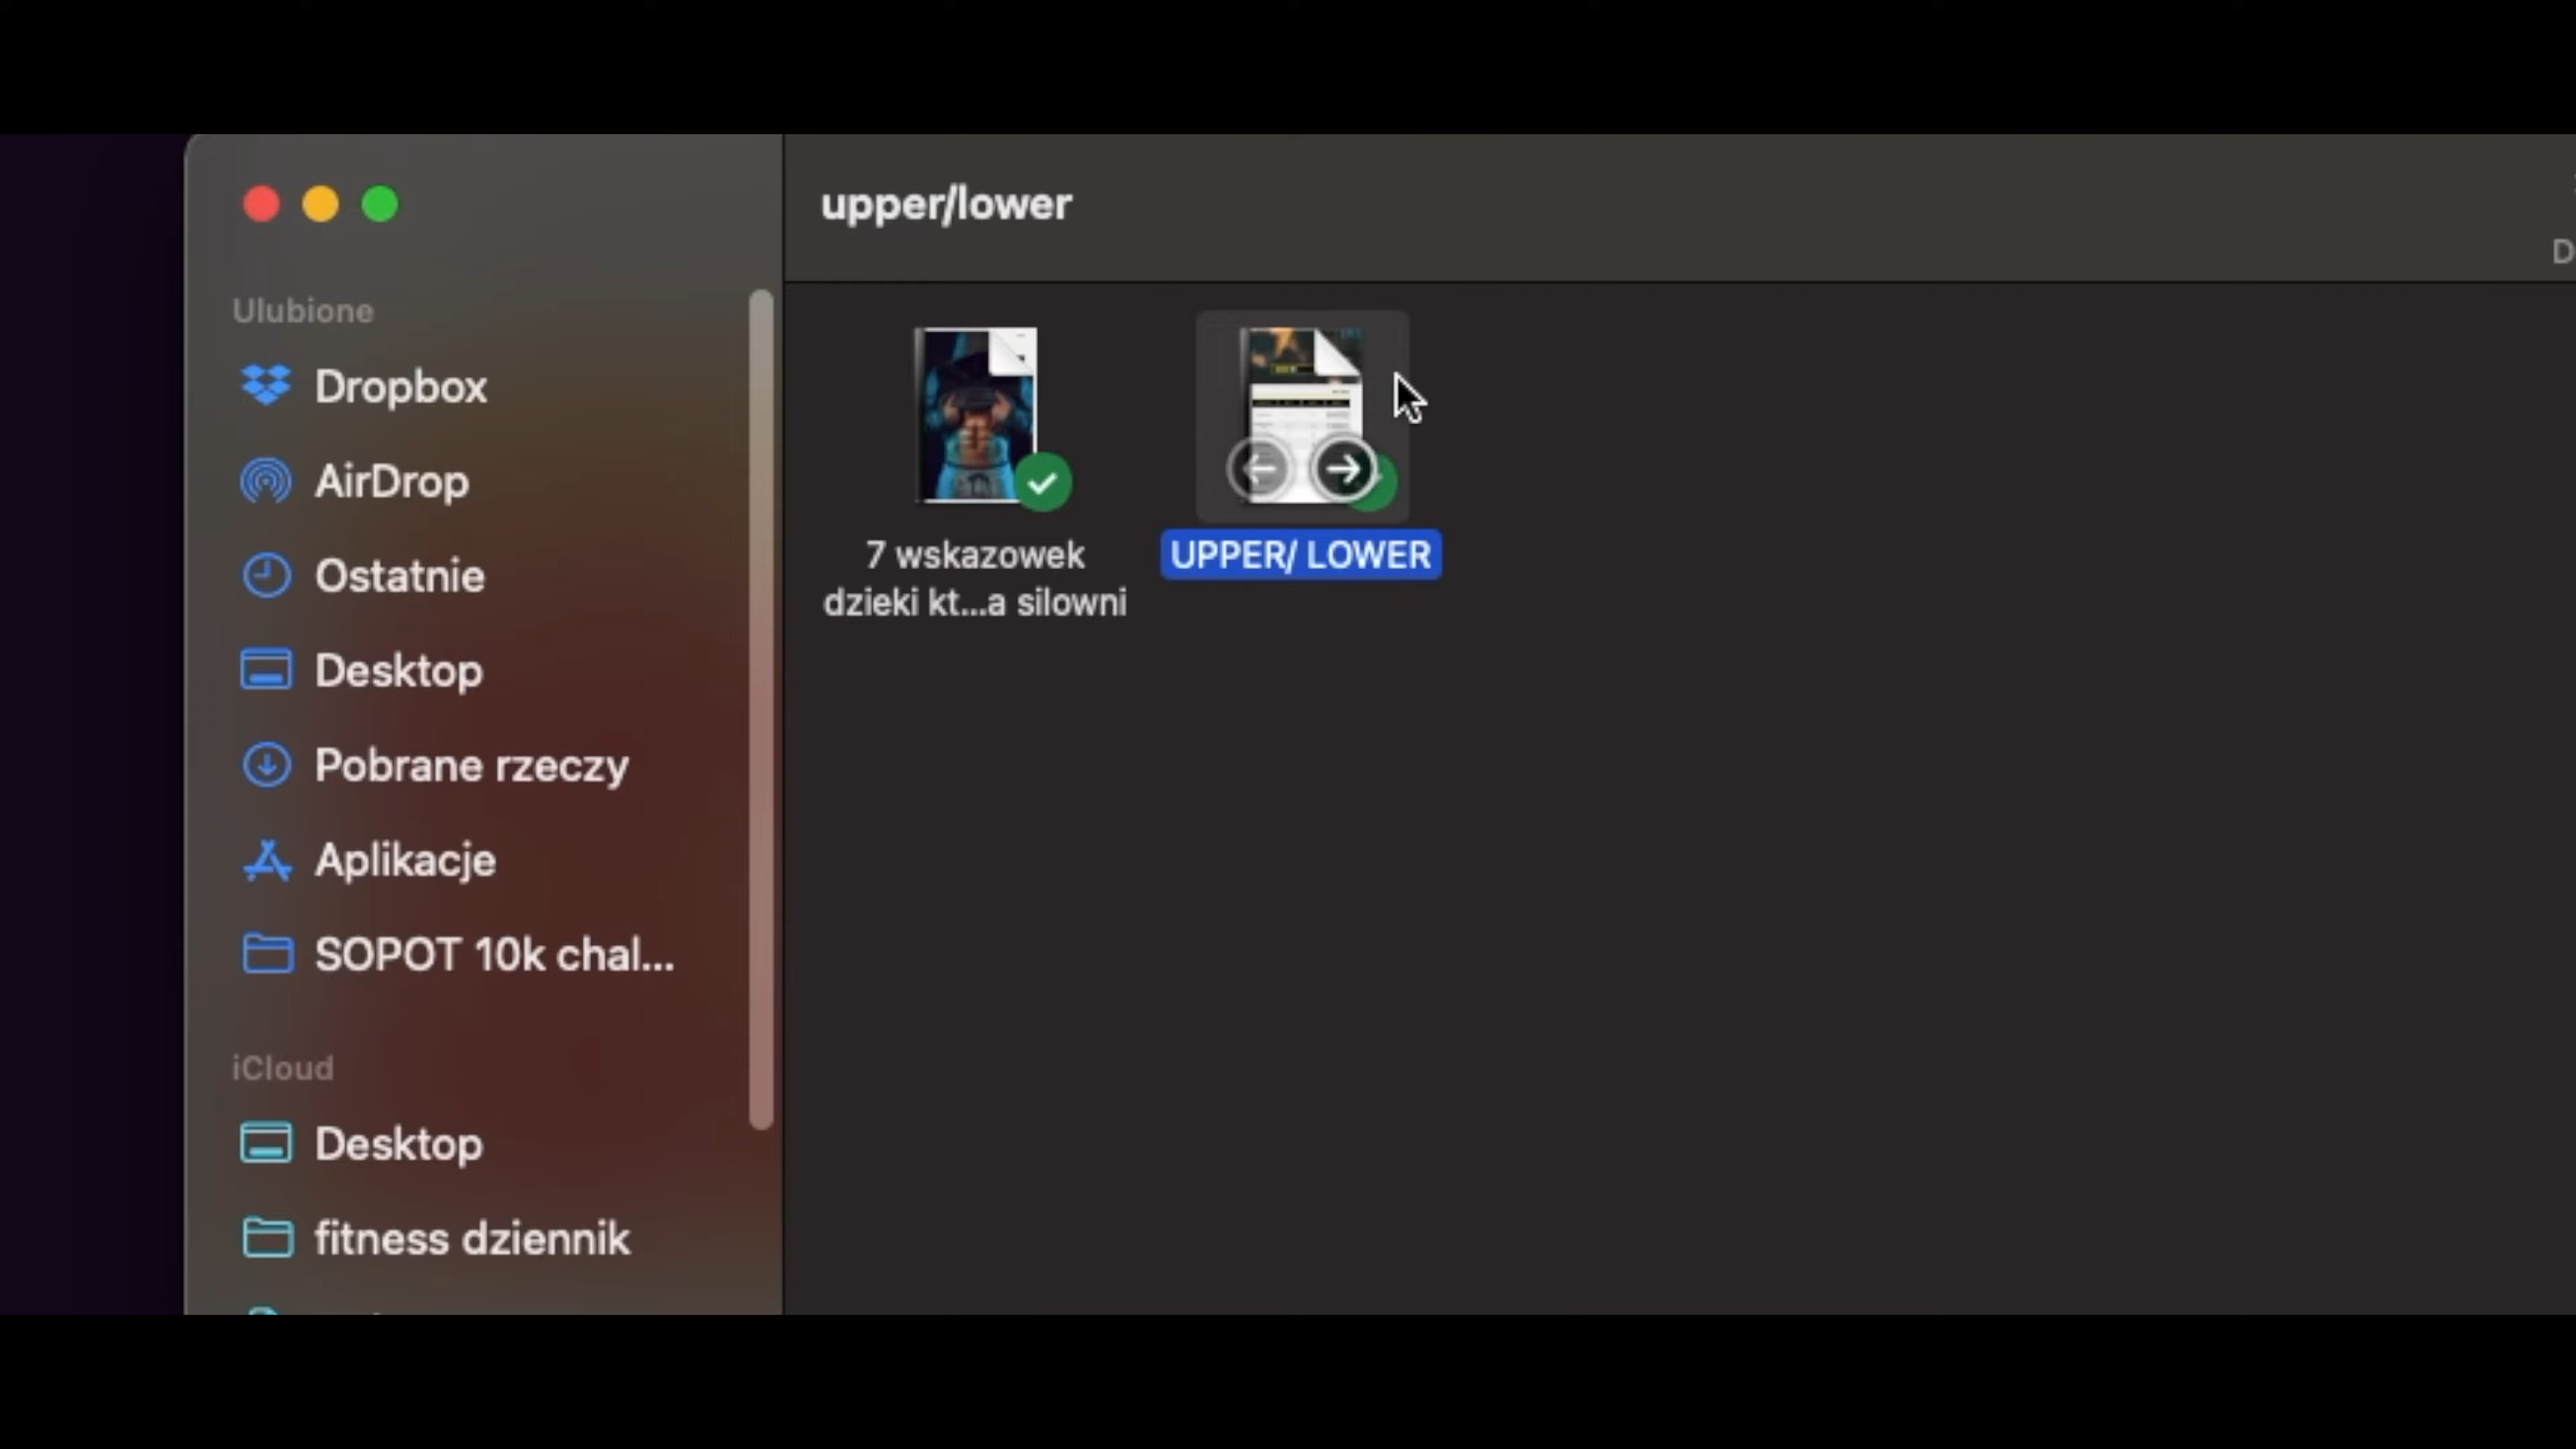 upper/lower
Ulubione
Dropbox
AirDrop
Ostatnie
Desktop
Pobrane rzeczy
Aplikacje
SOPOT 10k chal...
iCloud
Desktop
fitness dziennik
7 wskazowek
dzieki kt...a silowni
UPPER/ LOWER